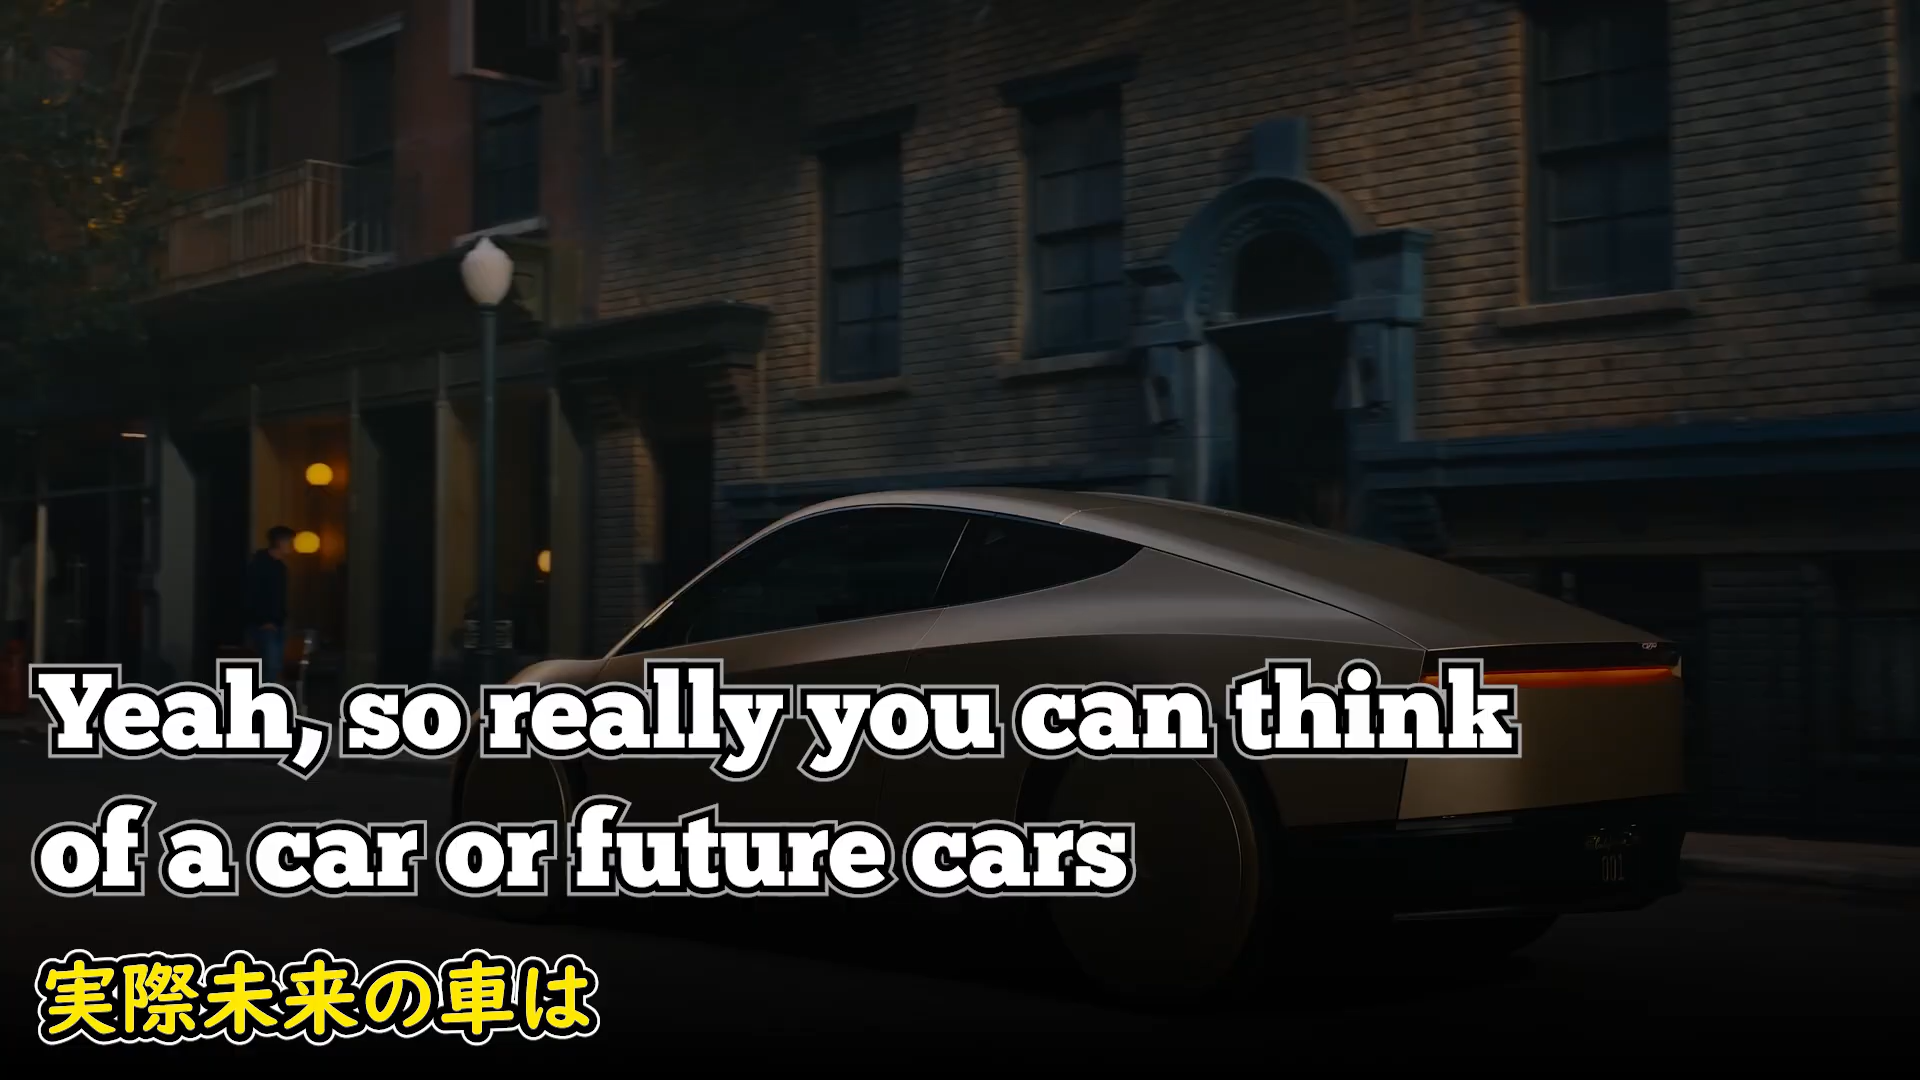 Yeah, so really you can think
of a car or future cars
実際未来の車は